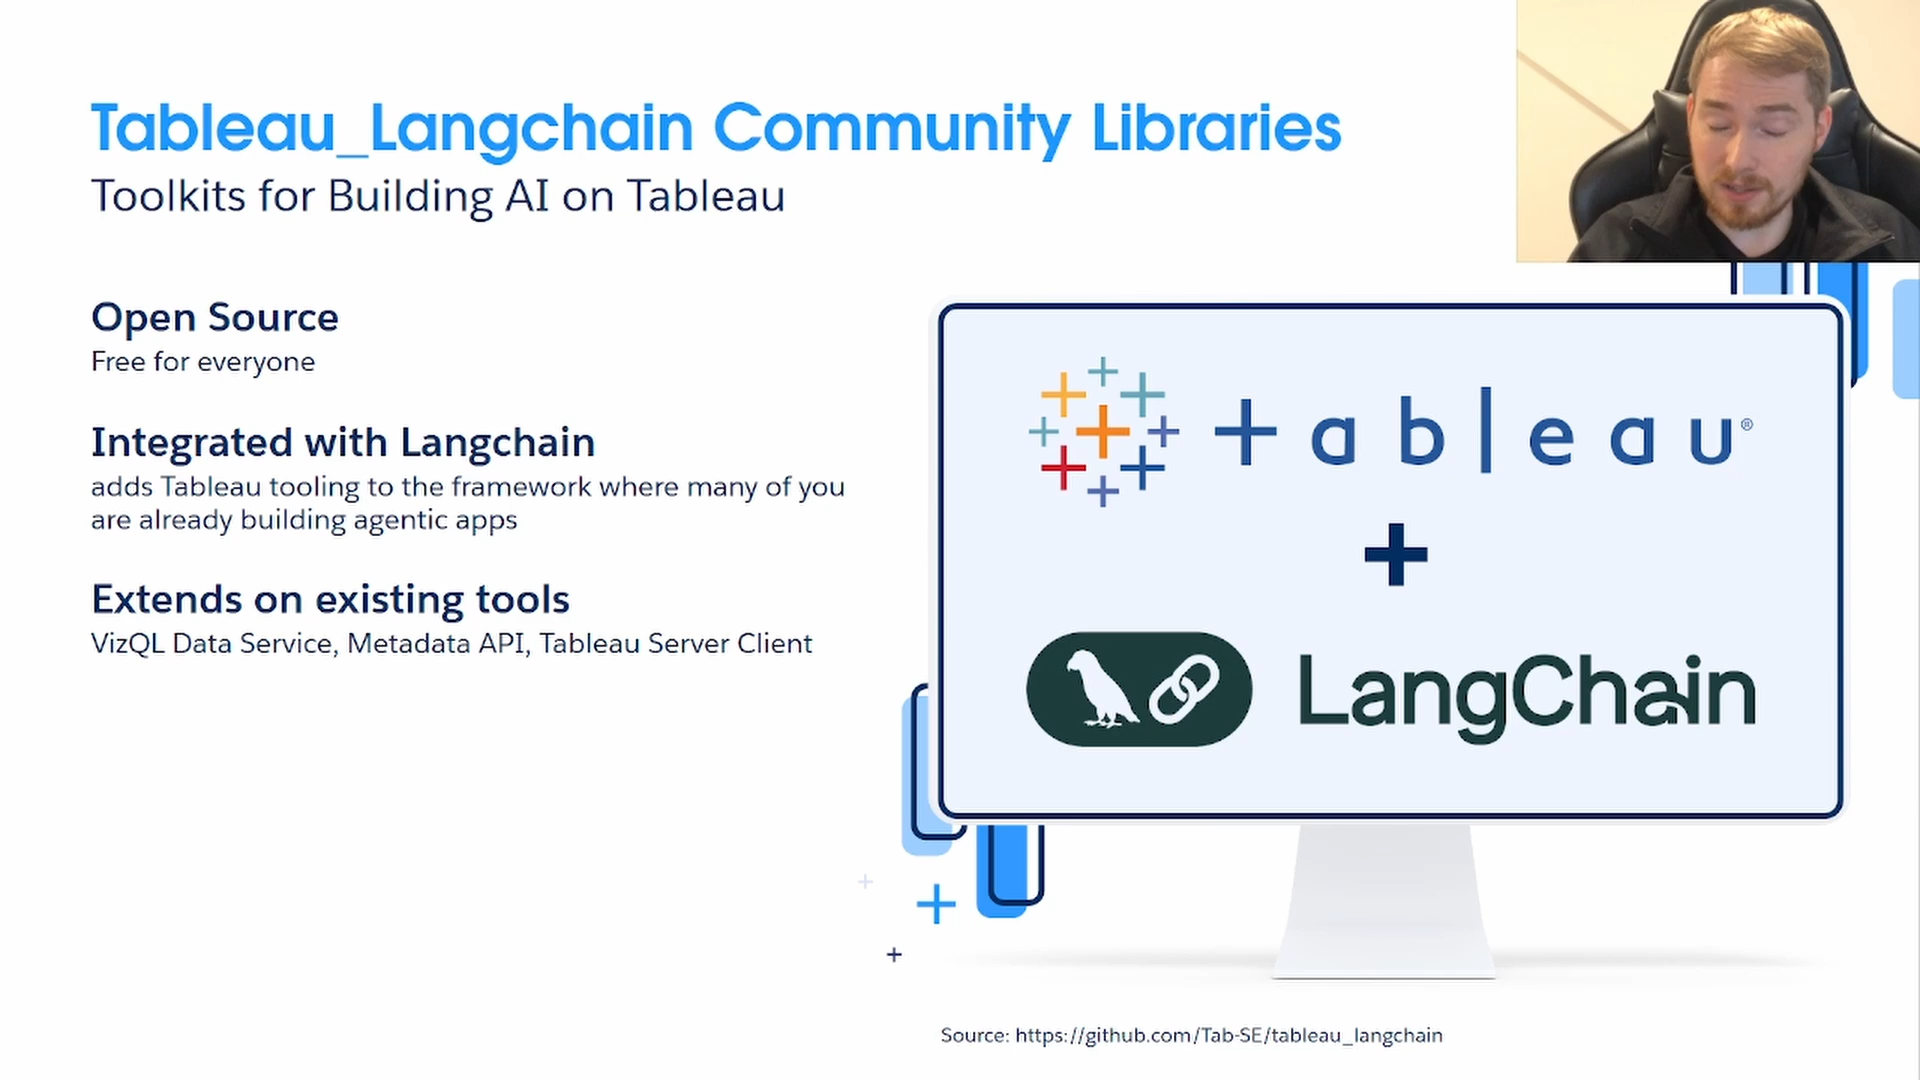 Tableau_Langchain Community Libraries
Toolkits for Building AI on Tableau
Open Source
Free for everyone
Integrated with Langchain
adds Tableau tooling to the framework where many of you
are already building agentic apps
Extends on existing tools
VizQL Data Service, Metadata API, Tableau Server Client
+ableau®
+
LangChain
Source: https://github.com/Tab-SE/tableau_langchain